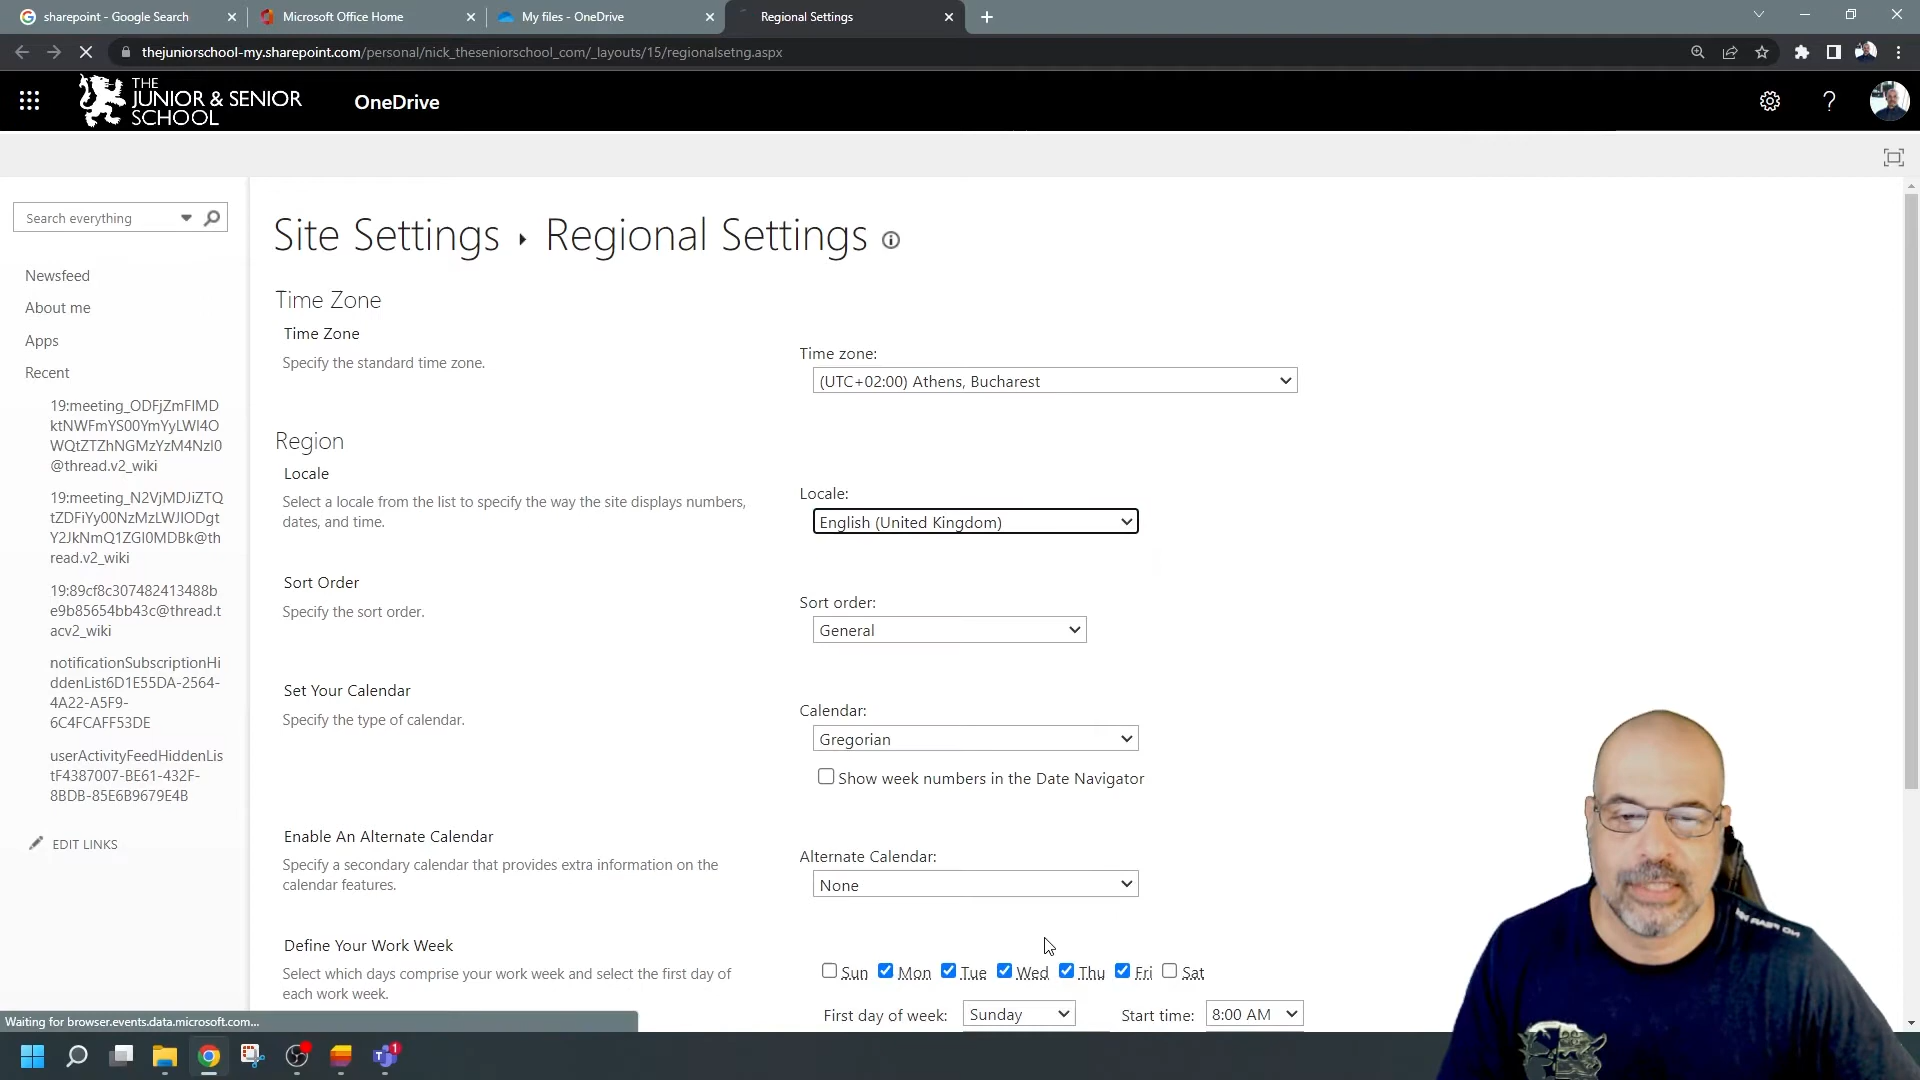 sharepoint - Google Search
Microsoft Office Home
My files - OneDrive
Regional Settings
thejuniorschool-my.sharepoint.com/personal/nick_theseniorschool_com/_layouts/15/regionalsetng.aspx
THE
JUNIOR & SENIOR
SCHOOL
OneDrive
Search everything
Newsfeed
About me
Apps
Recent
19:meeting_ODFjZmFlMD
ktNWFmYS00YmYyLWI4O
WQtZTZhNGMzYzM4NzI0
@thread.v2_wiki
19:meeting_N2VjMDJiZTQ
tZDFiYy00NzMzLWJlODgt
Y2JkNmQ1ZGI0MDBk@th
read.v2_wiki
19:89cf8c307482413488b
e9b85654bb43c@thread.t
acv2_wiki
notificationSubscriptionHi
ddenList6D1E55DA-2564-
4A22-A5F9-
6C4FCAFF53DE
userActivityFeedHiddenLis
tF4387007-BE61-432F-
8BDB-85E6B9679E4B
EDIT LINKS
Site Settings ▸ Regional Settings
Time Zone
Time Zone
Specify the standard time zone.
Time zone:
(UTC+02:00) Athens, Bucharest
Region
Locale
Select a locale from the list to specify the way the site displays numbers,
dates, and time.
Locale:
English (United Kingdom)
Sort Order
Specify the sort order.
Sort order:
General
Set Your Calendar
Specify the type of calendar.
Calendar:
Gregorian
Show week numbers in the Date Navigator
Enable An Alternate Calendar
Specify a secondary calendar that provides extra information on the
calendar features.
Alternate Calendar:
None
Define Your Work Week
Select which days comprise your work week and select the first day of
each work week.
Sun Mon Tue Wed Thu Fri Sat
First day of week: Sunday Start time: 8:00 AM
Waiting for browser.events.data.microsoft.com...
1